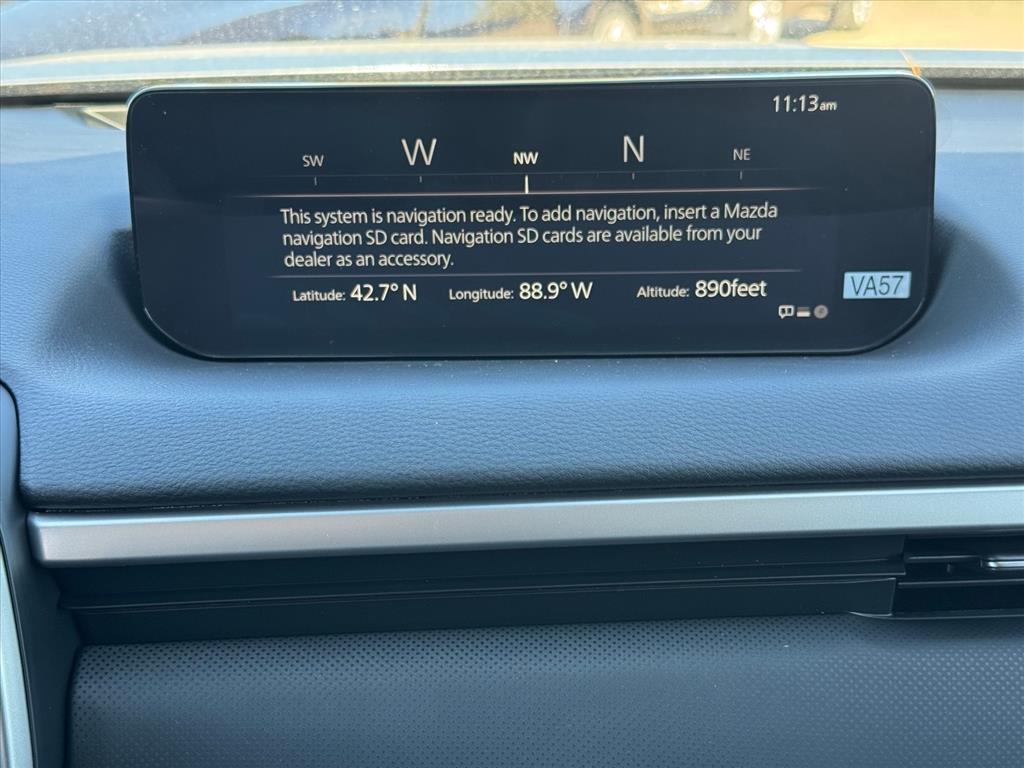 11:13am
SW W NW N NE
This system is navigation ready. To add navigation, insert a Mazda
navigation SD card. Navigation SD cards are available from your
dealer as an accessory.
Latitude: 42.7° N Longitude: 88.9° W Altitude: 890feet
VA57